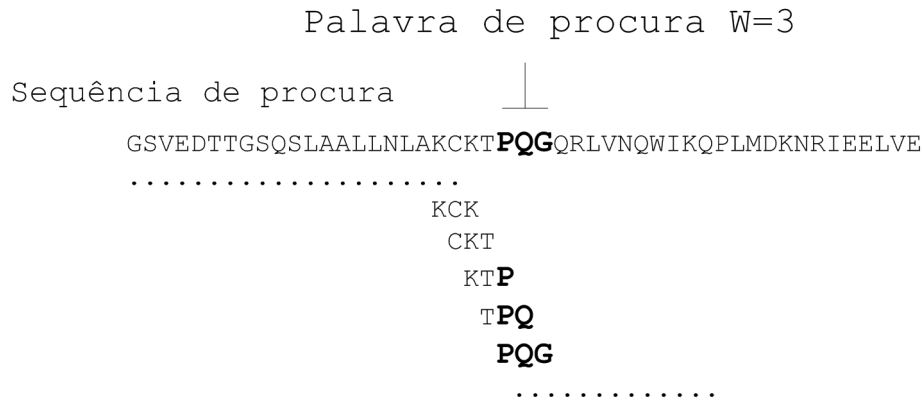 Palavra de procura W=3
Sequência de procura
GSVEDTTGSQSLAALLNLAKCKTPQGQRLVNQWIKQPLMDKNRIEELVE
.....................
KCK
CKT
KTP
TPQ
PQG
.............